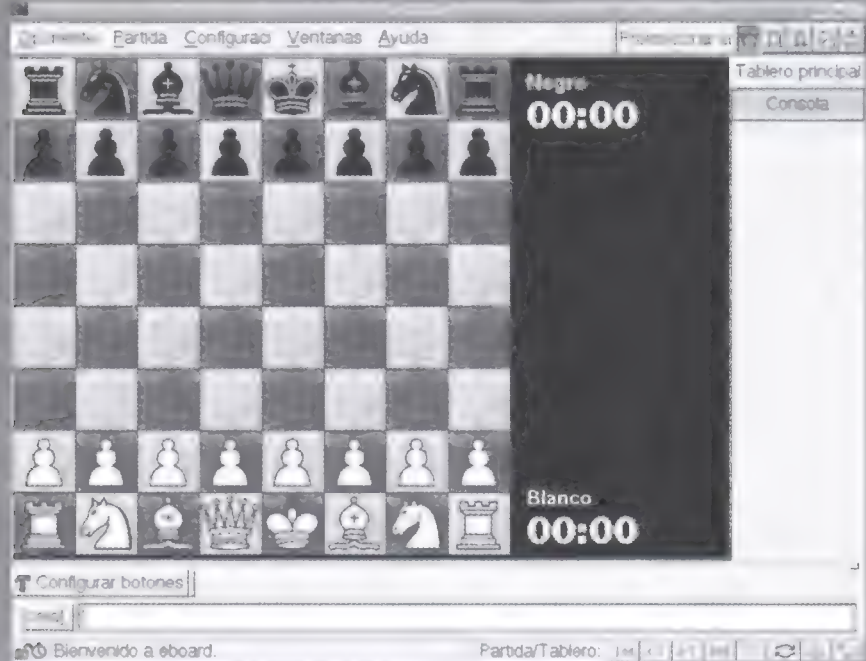 Partida Configuraci Ventanas Ayuda
Tablero principal
Consola
Negro
00:00
Blanco
00:00
Configurar botones
Bienvenido a eboard. Partida/Tablero: